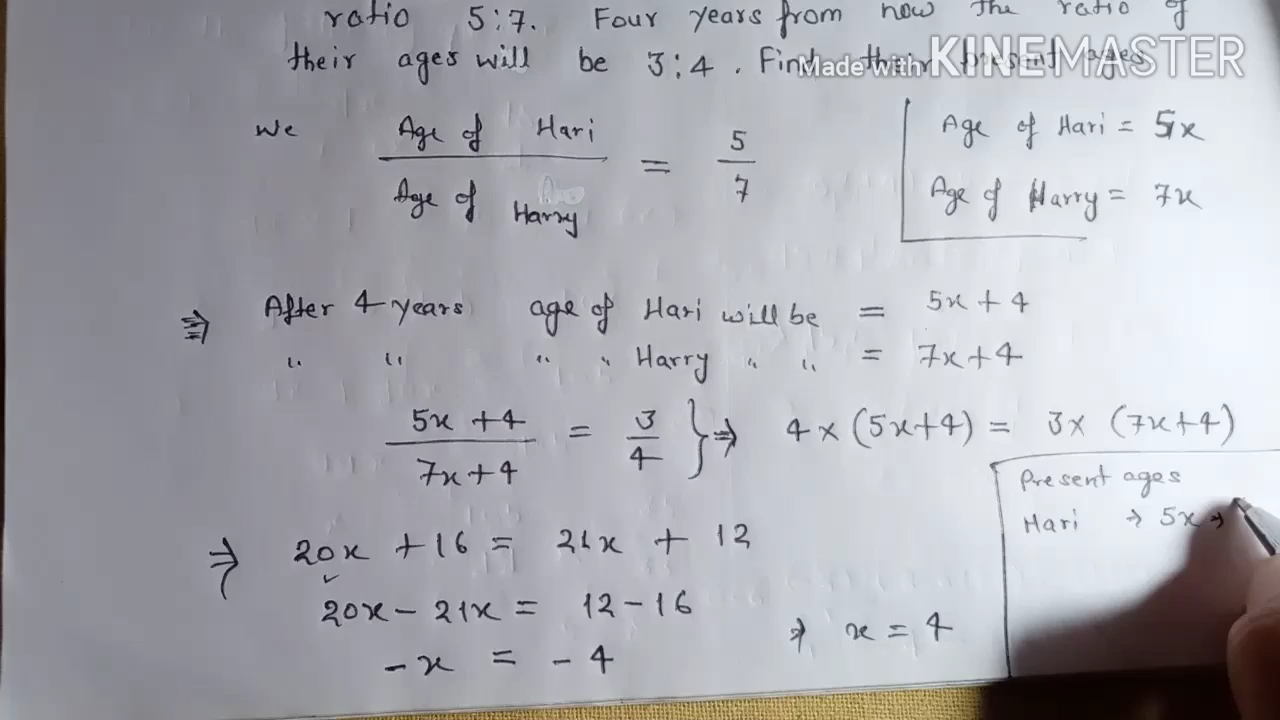 ratio 5:7. Four years from now the ratio of
their ages will be 3:4. Find their present ages
Made with KINEMASTER
We Age of Hari / Age of Harry = 5/7
Age of Hari = 5x
Age of Harry = 7x
⇒ After 4 years age of Hari will be = 5x + 4
" " " " Harry " " = 7x + 4
5x + 4 / 7x + 4 = 3/4 } ⇒ 4 × (5x+4) = 3 × (7x+4)
⇒ 20x + 16 = 21x + 12
20x - 21x = 12 - 16
-x = -4
⇒ x = 4
Present ages
Hari → 5x →